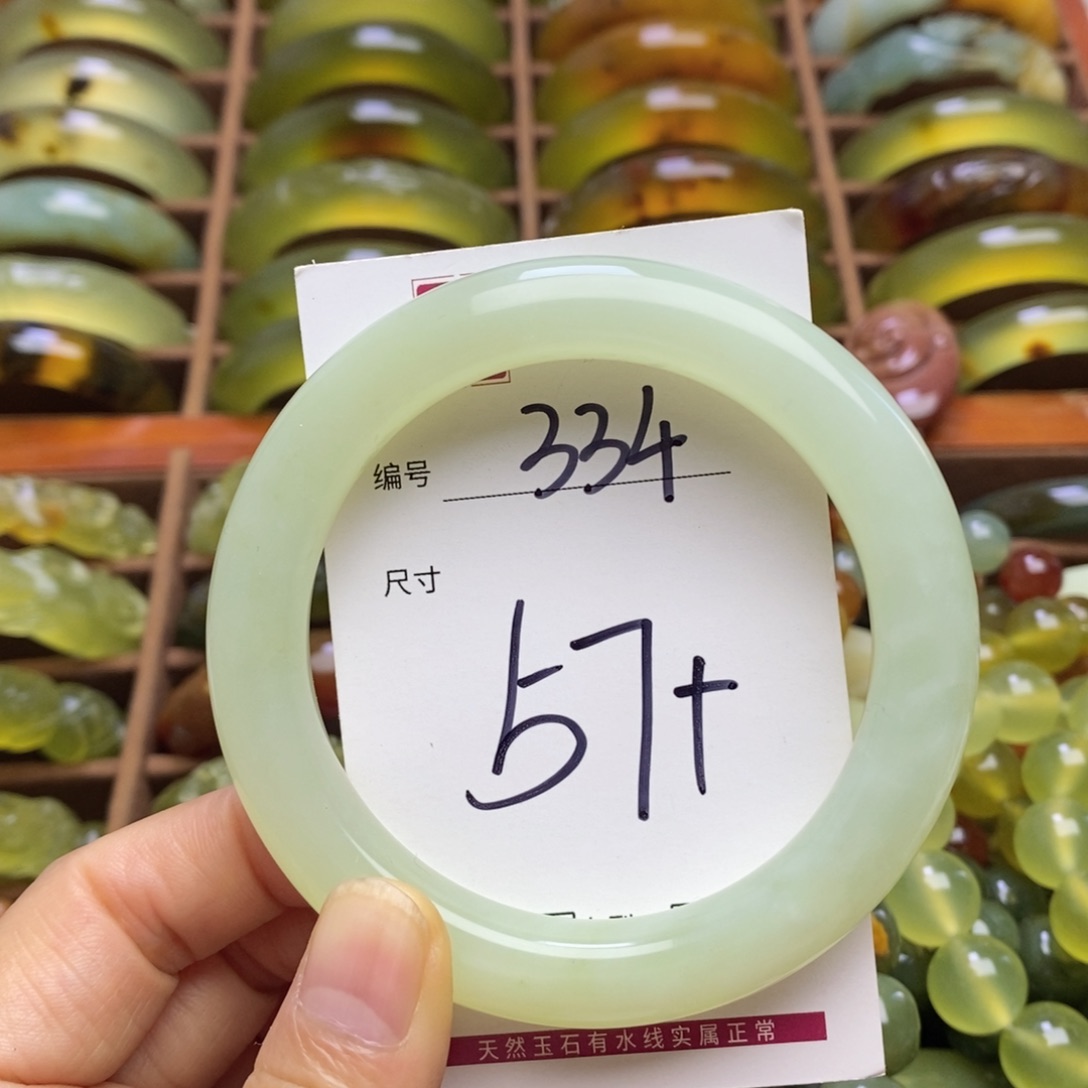 编号 334
尺寸
57+
天然玉石有水线实属正常